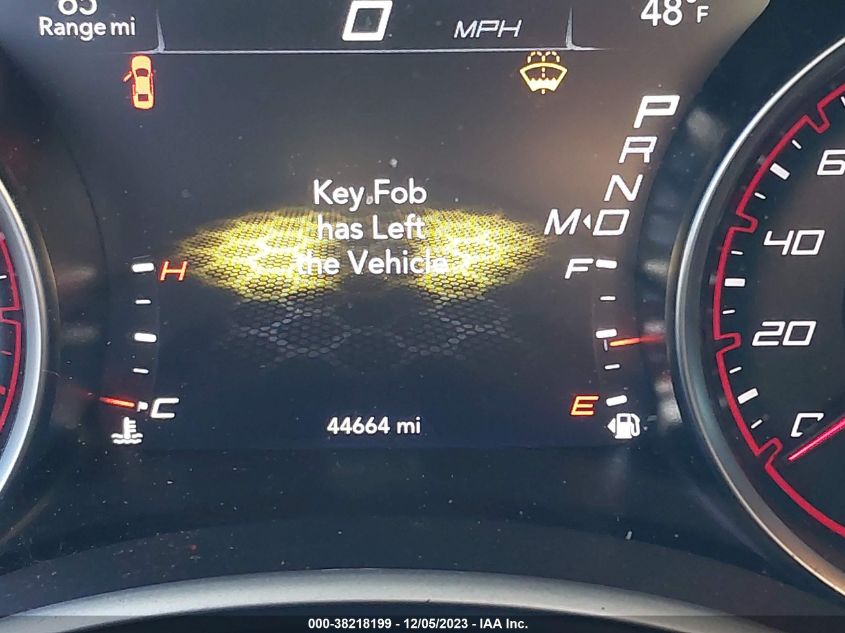 Range mi
0 MPH
48°F
P
R
N
M D
Key Fob
has Left
the Vehicle
H
F
C
E
44664 mi
60
40
20
000-38218199 - 12/05/2023 - IAA Inc.